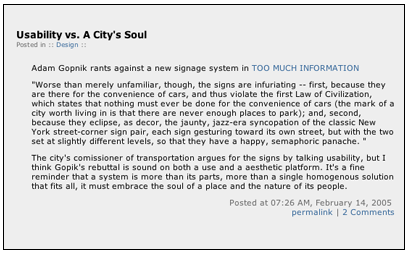 Usability vs. A City's Soul
Posted in :: Design ::
Adam Gopnik rants against a new signage system in TOO MUCH INFORMATION
"Worse than merely unfamiliar, though, the signs are infuriating -- first, because they
are there for the convenience of cars, and thus violate the first Law of Civilization,
which states that nothing must ever be done for the convenience of cars (the mark of a
city worth living in is that there are never enough places to park); and, second,
because they eclipse, as decor, the jaunty, jazz-era syncopation of the classic New
York street-corner sign pair, each sign gesturing toward its own street, but with the two
set at slightly different levels, so that they have a happy, semaphoric panache. "
The city's comissioner of transportation argues for the signs by talking usability, but I
think Gopik's rebuttal is sound on both a use and a aesthetic platform. It's a fine
reminder that a system is more than its parts, more than a single homogenous solution
that fits all, it must embrace the soul of a place and the nature of its people.
Posted at 07:26 AM, February 14, 2005
permalink | 2 Comments